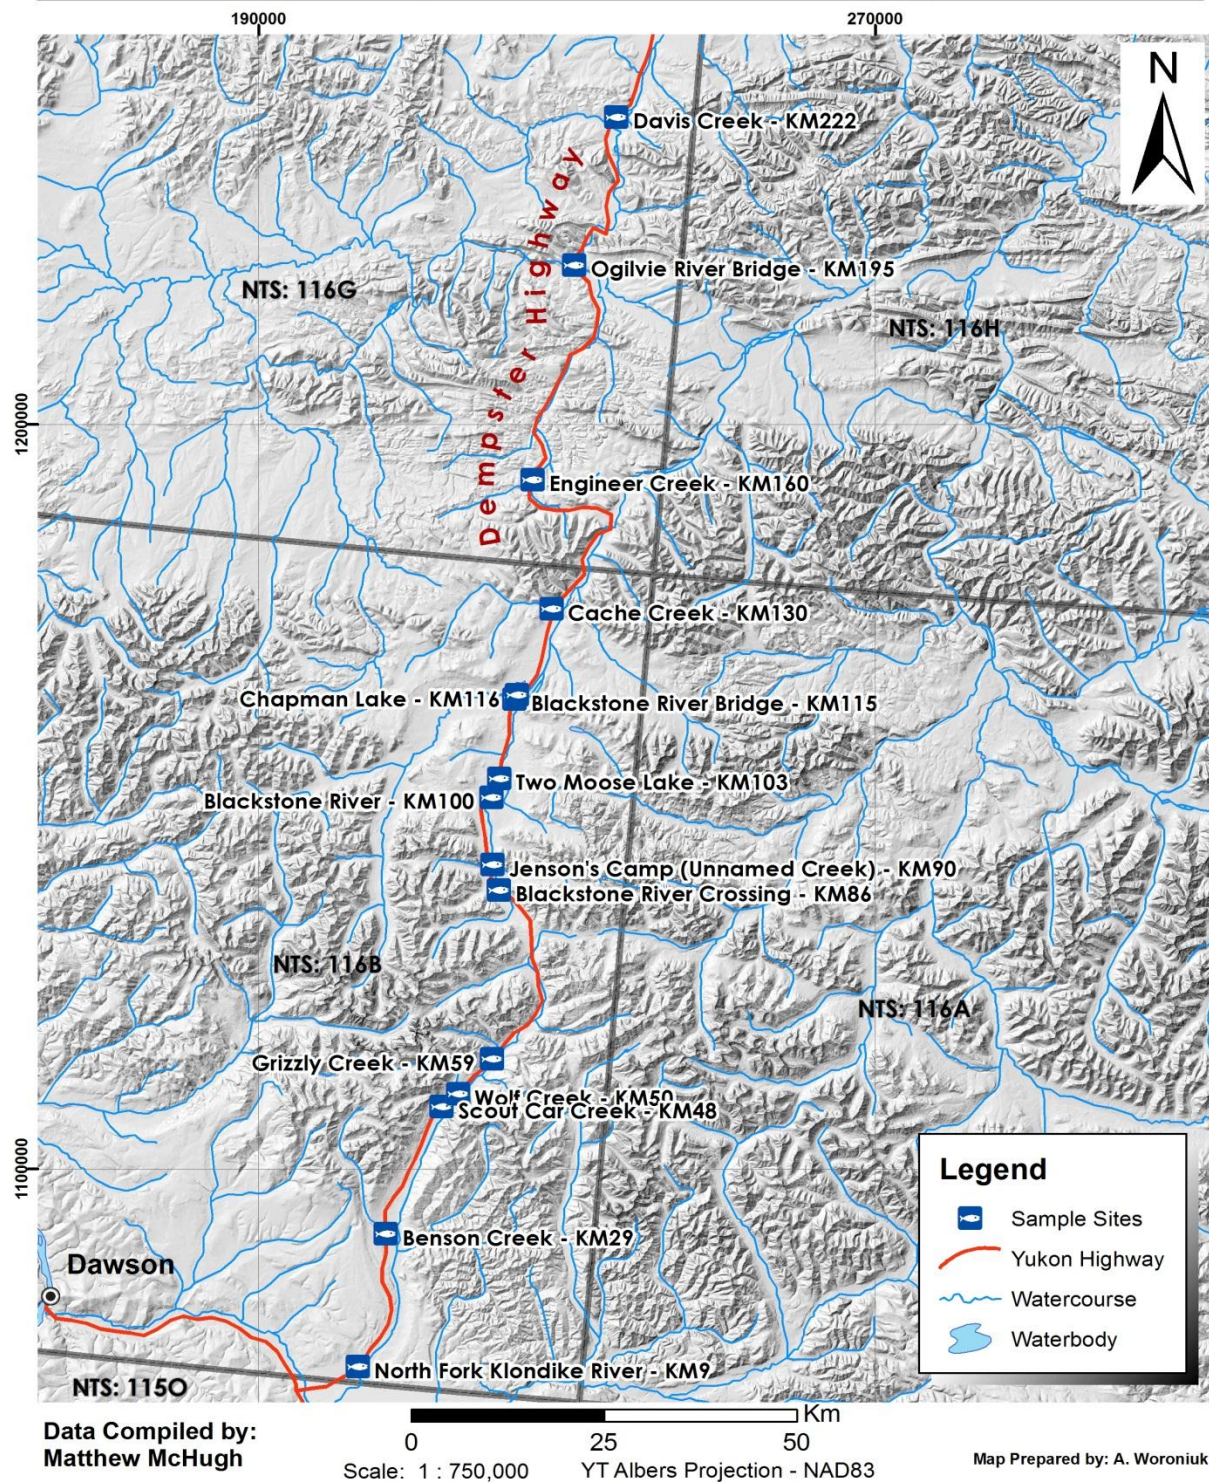 190000
270000
N
Davis Creek - KM222
Dempster Highway
Ogilvie River Bridge - KM195
NTS: 116G
NTS: 116H
1200000
Engineer Creek - KM160
Cache Creek - KM130
Chapman Lake - KM116
Blackstone River Bridge - KM115
Two Moose Lake - KM103
Blackstone River - KM100
Jenson's Camp (Unnamed Creek) - KM90
Blackstone River Crossing - KM86
NTS: 116B
NTS: 116A
Grizzly Creek - KM59
Wolf Creek - KM50
Scout Car Creek - KM48
1100000
Legend
Sample Sites
Yukon Highway
Watercourse
Waterbody
Benson Creek - KM29
Dawson
North Fork Klondike River - KM9
NTS: 115O
Data Compiled by:
Matthew McHugh
Km
0 25 50
Scale: 1 : 750,000 YT Albers Projection - NAD83
Map Prepared by: A. Woroniuk